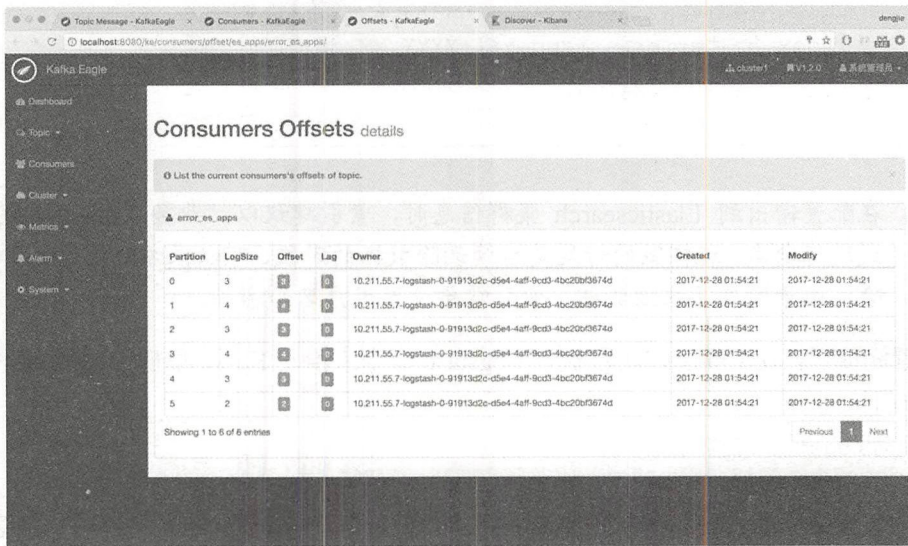 Topic Message - KafkaEagle
Consumers - KafkaEagle
Offsets - KafkaEagle
Discover - Kibana
dengjie
localhost:8080/ke/consumers/offset/es_apps/error_es_apps/
Kafka Eagle
cluster1
V1.2.0
系统管理员
Dashboard
Topic
Consumers
Cluster
Metrics
Alarm
System
Consumers Offsets details
List the current consumers's offsets of topic.
error_es_apps
Partition LogSize Offset Lag Owner Created Modify
0 3 3 0 10.211.55.7-logstash-0-91913d2c-d5e4-4aff-9cd3-4bc20bf3674d 2017-12-28 01:54:21 2017-12-28 01:54:21
1 4 4 0 10.211.55.7-logstash-0-91913d2c-d5e4-4aff-9cd3-4bc20bf3674d 2017-12-28 01:54:21 2017-12-28 01:54:21
2 3 3 0 10.211.55.7-logstash-0-91913d2c-d5e4-4aff-9cd3-4bc20bf3674d 2017-12-28 01:54:21 2017-12-28 01:54:21
3 4 4 0 10.211.55.7-logstash-0-91913d2c-d5e4-4aff-9cd3-4bc20bf3674d 2017-12-28 01:54:21 2017-12-28 01:54:21
4 3 3 0 10.211.55.7-logstash-0-91913d2c-d5e4-4aff-9cd3-4bc20bf3674d 2017-12-28 01:54:21 2017-12-28 01:54:21
5 2 2 0 10.211.55.7-logstash-0-91913d2c-d5e4-4aff-9cd3-4bc20bf3674d 2017-12-28 01:54:21 2017-12-28 01:54:21
Showing 1 to 6 of 6 entries
Previous 1 Next